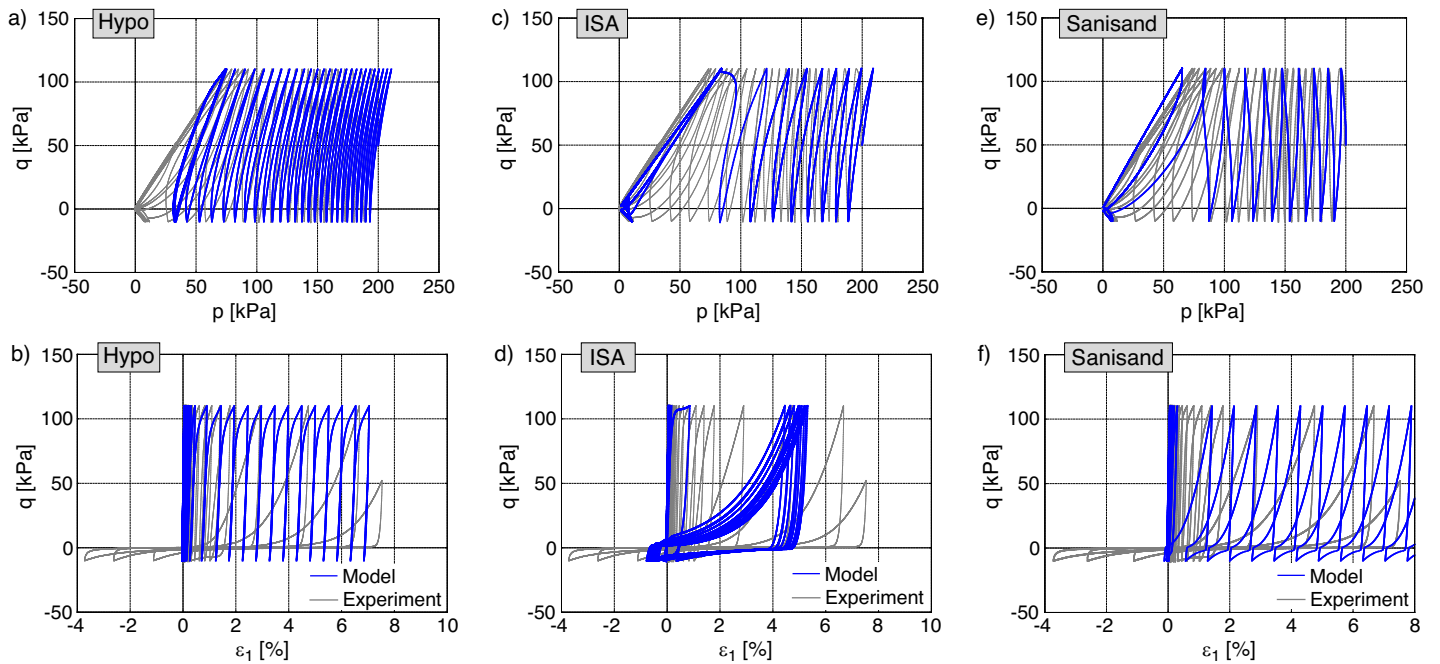 a)
Hypo
150
100
50
0
-50
q [kPa]
-50 0 50 100 150 200 250
p [kPa]
c)
ISA
150
100
50
0
-50
q [kPa]
-50 0 50 100 150 200 250
p [kPa]
e)
Sanisand
150
100
50
0
-50
q [kPa]
-50 0 50 100 150 200 250
p [kPa]
b)
Hypo
150
100
50
0
-50
q [kPa]
Model
Experiment
-4 -2 0 2 4 6 8 10
ε1 [%]
d)
ISA
150
100
50
0
-50
q [kPa]
Model
Experiment
-4 -2 0 2 4 6 8 10
ε1 [%]
f)
Sanisand
150
100
50
0
-50
q [kPa]
Model
Experiment
-4 -2 0 2 4 6 8
ε1 [%]